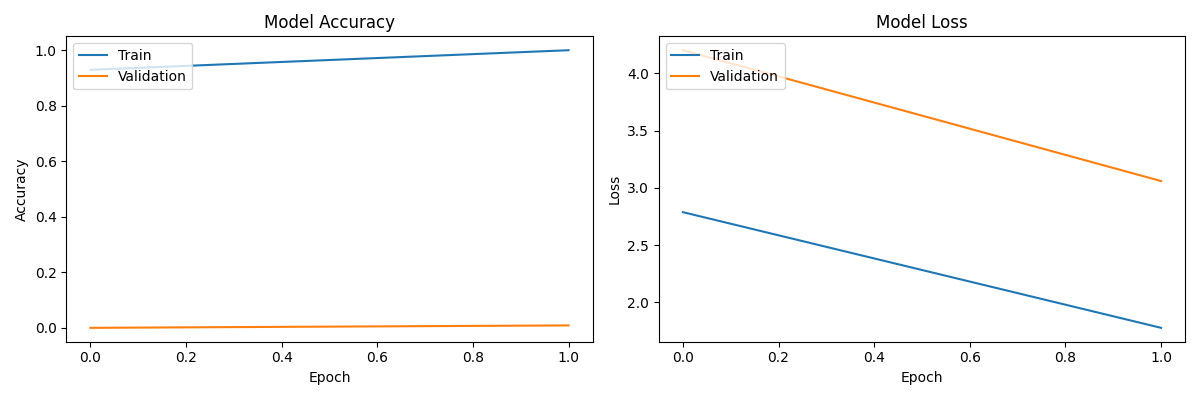 Model Accuracy
Train
Validation
1.0
0.8
0.6
0.4
0.2
0.0
Accuracy
0.0 0.2 0.4 0.6 0.8 1.0
Epoch
Model Loss
Train
Validation
4.0
3.5
3.0
2.5
2.0
Loss
0.0 0.2 0.4 0.6 0.8 1.0
Epoch